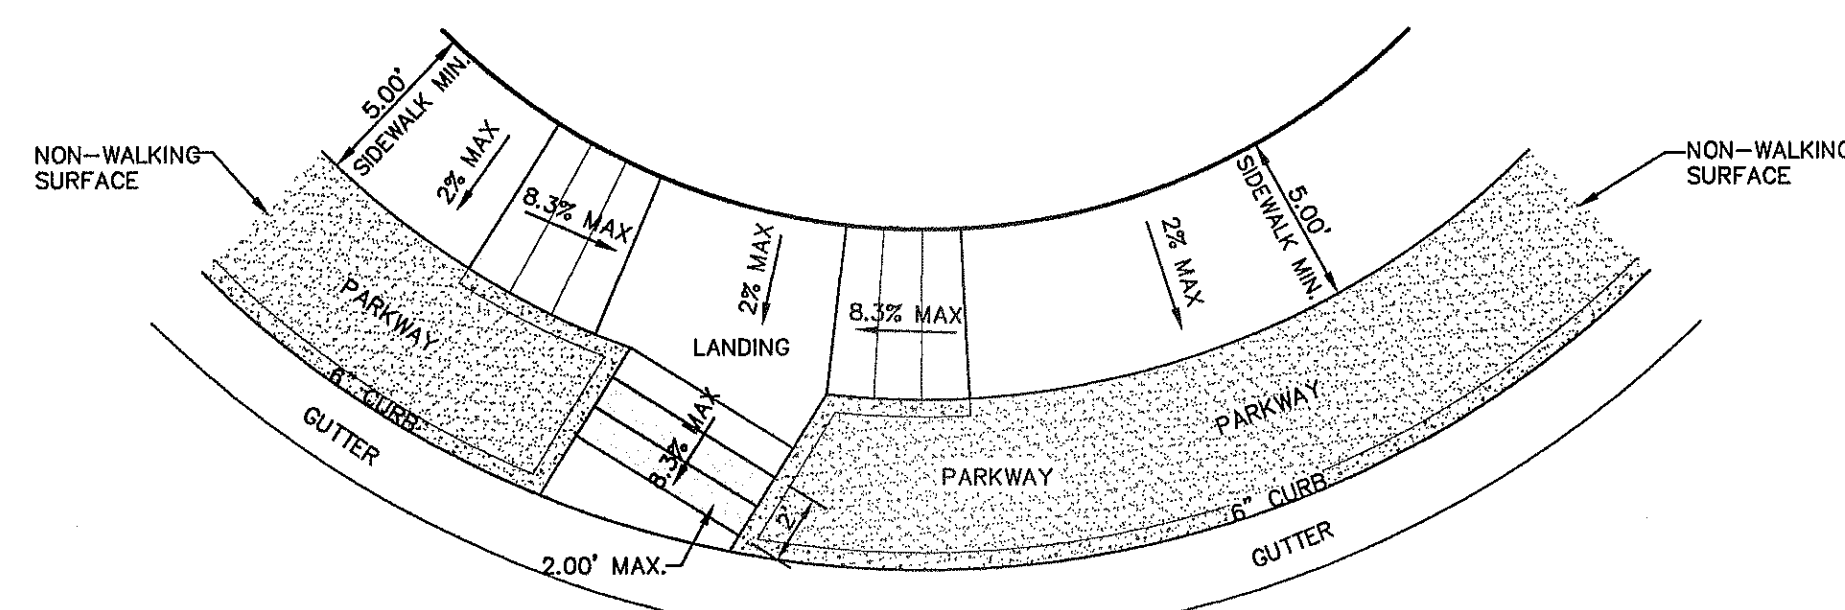 5.00'
SIDEWALK MIN.
NON-WALKING
SURFACE
2% MAX
8.3% MAX
2% MAX
LANDING
8.3% MAX
2% MAX
5.00'
SIDEWALK MIN.
NON-WALKING
SURFACE
PARKWAY
6" CURB
GUTTER
8.3% MAX
2.00' MAX.
2'
PARKWAY
PARKWAY
6" CURB
GUTTER